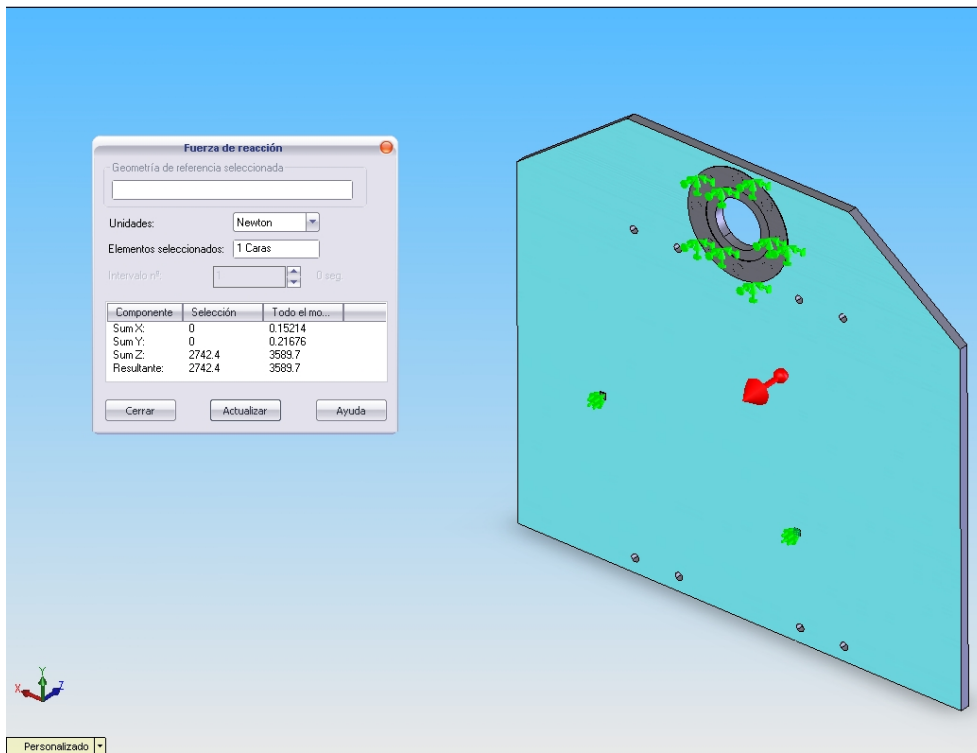 Fuerza de reacción
Geometría de referencia seleccionada
Unidades: Newton
Elementos seleccionados: 1 Caras
Intervalo nº: 1 0 seg.
Componente Selección Todo el mo...
Sum X: 0 0.15214
Sum Y: 0 0.21676
Sum Z: 2742.4 3589.7
Resultante: 2742.4 3589.7
Cerrar Actualizar Ayuda
Y
X Z
Personalizado